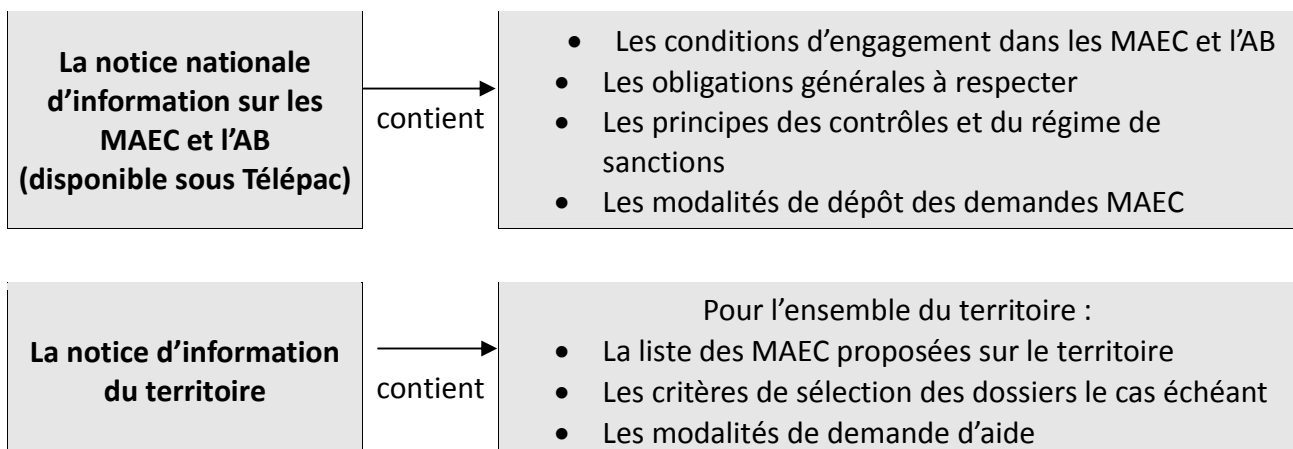 La notice nationale
d’information sur les
MAEC et l’AB
(disponible sous Télépac)
contient
• Les conditions d’engagement dans les MAEC et l’AB
• Les obligations générales à respecter
• Les principes des contrôles et du régime de
sanctions
• Les modalités de dépôt des demandes MAEC
La notice d’information
du territoire
contient
Pour l’ensemble du territoire :
• La liste des MAEC proposées sur le territoire
• Les critères de sélection des dossiers le cas échéant
• Les modalités de demande d’aide